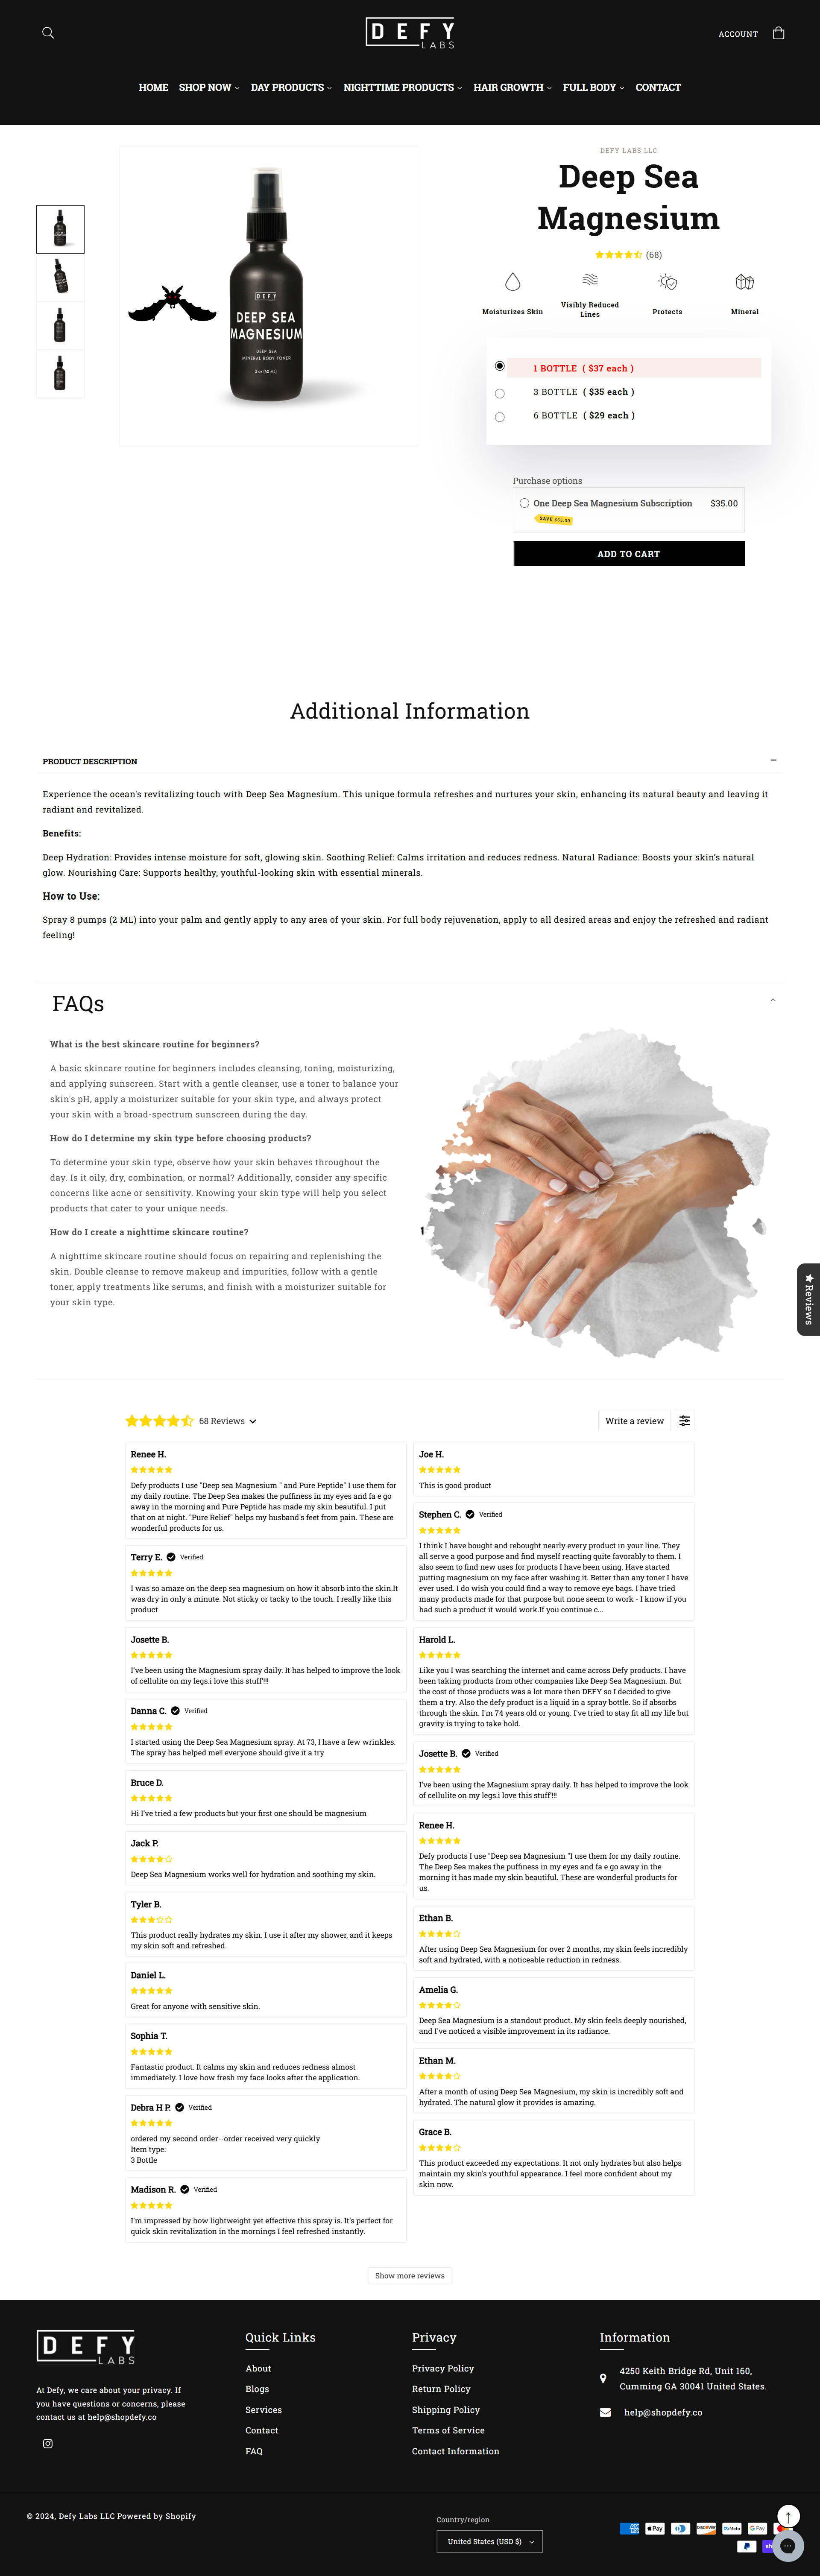 DEFY
LABS
ACCOUNT
HOME SHOP NOW DAY PRODUCTS NIGHTTIME PRODUCTS HAIR GROWTH FULL BODY CONTACT
DEFY
DEEP SEA
MAGNESIUM
DEEP SEA
MINERAL BODY TONER
2 oz (60 mL)
DEFY LABS LLC
Deep Sea
Magnesium
(68)
Moisturizes Skin
Visibly Reduced
Lines
Protects
Mineral
1 BOTTLE ( $37 each )
3 BOTTLE ( $35 each )
6 BOTTLE ( $29 each )
Purchase options
One Deep Sea Magnesium Subscription $35.00
SAVE
ADD TO CART
Additional Information
PRODUCT DESCRIPTION
Experience the ocean's revitalizing touch with Deep Sea Magnesium. This unique formula refreshes and nurtures your skin, enhancing its natural beauty and leaving it
radiant and revitalized.
Benefits:
Deep Hydration: Provides intense moisture for soft, glowing skin. Soothing Relief: Calms irritation and reduces redness. Natural Radiance: Boosts your skin's natural
glow. Nourishing Care: Supports healthy, youthful-looking skin with essential minerals.
How to Use:
Spray 8 pumps (2 ML) into your palm and gently apply to any area of your skin. For full body rejuvenation, apply to all desired areas and enjoy the refreshed and radiant
feeling!
FAQs
What is the best skincare routine for beginners?
A basic skincare routine for beginners includes cleansing, toning, moisturizing,
and applying sunscreen. Start with a gentle cleanser, use a toner to balance your
skin's pH, apply a moisturizer suitable for your skin type, and always protect
your skin with a broad-spectrum sunscreen during the day.
How do I determine my skin type before choosing products?
To determine your skin type, observe how your skin behaves throughout the
day. Is it oily, dry, combination, or normal? Additionally, consider any specific
concerns like acne or sensitivity. Knowing your skin type will help you select
products that cater to your unique needs.
How do I create a nighttime skincare routine?
A nighttime skincare routine should focus on repairing and replenishing the
skin. Double cleanse to remove makeup and impurities, follow with a gentle
toner, apply treatments like serums, and finish with a moisturizer suitable for
your skin type.
Reviews
68 Reviews
Write a review
Renee H.
Defy products I use "Deep sea Magnesium " and Pure Peptide" I use them for
my daily routine. The Deep Sea makes the puffiness in my eyes and fa e go
away in the morning and Pure Peptide has made my skin beautiful. I put
that on at night. "Pure Relief" helps my husband's feet from pain. These are
wonderful products for us.
Terry E. Verified
I was so amaze on the deep sea magnesium on how it absorb into the skin.It
was dry in only a minute. Not sticky or tacky to the touch. I really like this
product
Josette B.
I've been using the Magnesium spray daily. It has helped to improve the look
of cellulite on my legs.i love this stuff'!!!
Danna C. Verified
I started using the Deep Sea Magnesium spray. At 73, I have a few wrinkles.
The spray has helped me!! everyone should give it a try
Bruce D.
Hi I've tried a few products but your first one should be magnesium
Jack P.
Deep Sea Magnesium works well for hydration and soothing my skin.
Tyler B.
This product really hydrates my skin. I use it after my shower, and it keeps
my skin soft and refreshed.
Daniel L.
Great for anyone with sensitive skin.
Sophia T.
Fantastic product. It calms my skin and reduces redness almost
immediately. I love how fresh my face looks after the application.
Debra H P. Verified
ordered my second order--order received very quickly
Item type:
3 Bottle
Madison R. Verified
I'm impressed by how lightweight yet effective this spray is. It's perfect for
quick skin revitalization in the mornings I feel refreshed instantly.
Joe H.
This is good product
Stephen C. Verified
I think I have bought and rebought nearly every product in your line. They
all serve a good purpose and find myself reacting quite favorably to them. I
also seem to find new uses for products I have been using. Have started
putting magnesium on my face after washing it. Better than any toner I have
ever used. I do wish you could find a way to remove eye bags. I have tried
many products made for that purpose but none seem to work - I know if you
had such a product it would work.If you continue c...
Harold L.
Like you I was searching the internet and came across Defy products. I have
been taking products from other companies like Deep Sea Magnesium. But
the cost of those products was a lot more then DEFY so I decided to give
them a try. Also the defy product is a liquid in a spray bottle. So if absorbs
through the skin. I'm 74 years old or young. I've tried to stay fit all my life but
gravity is trying to take hold.
Josette B. Verified
I've been using the Magnesium spray daily. It has helped to improve the look
of cellulite on my legs.i love this stuff'!!!
Renee H.
Defy products I use "Deep sea Magnesium "I use them for my daily routine.
The Deep Sea makes the puffiness in my eyes and fa e go away in the
morning it has made my skin beautiful. These are wonderful products for
us.
Ethan B.
After using Deep Sea Magnesium for over 2 months, my skin feels incredibly
soft and hydrated, with a noticeable reduction in redness.
Amelia G.
Deep Sea Magnesium is a standout product. My skin feels deeply nourished,
and I've noticed a visible improvement in its radiance.
Ethan M.
After a month of using Deep Sea Magnesium, my skin is incredibly soft and
hydrated. The natural glow it provides is amazing.
Grace B.
This product exceeded my expectations. It not only hydrates but also helps
maintain my skin's youthful appearance. I feel more confident about my
skin now.
Show more reviews
DEFY
LABS
At Defy, we care about your privacy. If
you have questions or concerns, please
contact us at help@shopdefy.co
Quick Links
About
Blogs
Services
Contact
FAQ
Privacy
Privacy Policy
Return Policy
Shipping Policy
Terms of Service
Contact Information
Information
4250 Keith Bridge Rd, Unit 160,
Cumming GA 30041 United States.
help@shopdefy.co
© 2024, Defy Labs LLC Powered by Shopify
Country/region
United States (USD $)
Apple Pay
DISCOVER
Meta
G Pay